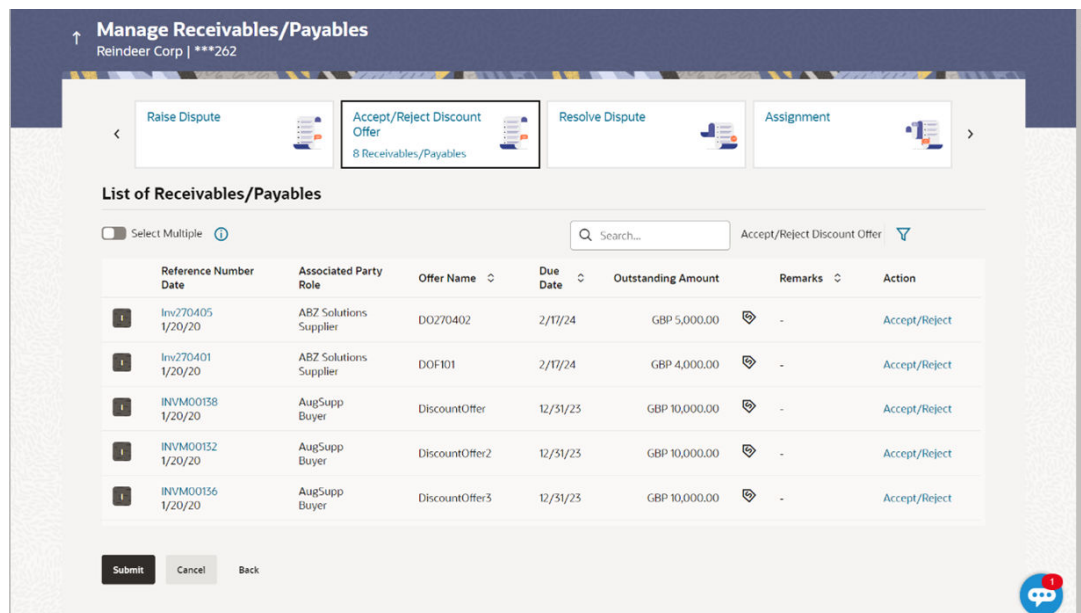 Manage Receivables/Payables
Reindeer Corp | ***262
Raise Dispute
Accept/Reject Discount
Offer
8 Receivables/Payables
Resolve Dispute
Assignment
List of Receivables/Payables
Select Multiple
Search...
Accept/Reject Discount Offer
Reference Number
Date
Associated Party
Role
Offer Name
Due
Date
Outstanding Amount
Remarks
Action
I
Inv270405
1/20/20
ABZ Solutions
Supplier
DO270402
2/17/24
GBP 5,000.00
-
Accept/Reject
I
Inv270401
1/20/20
ABZ Solutions
Supplier
DOF101
2/17/24
GBP 4,000.00
-
Accept/Reject
I
INVM00138
1/20/20
AugSupp
Buyer
DiscountOffer
12/31/23
GBP 10,000.00
-
Accept/Reject
I
INVM00132
1/20/20
AugSupp
Buyer
DiscountOffer2
12/31/23
GBP 10,000.00
-
Accept/Reject
I
INVM00136
1/20/20
AugSupp
Buyer
DiscountOffer3
12/31/23
GBP 10,000.00
-
Accept/Reject
Submit
Cancel
Back
1